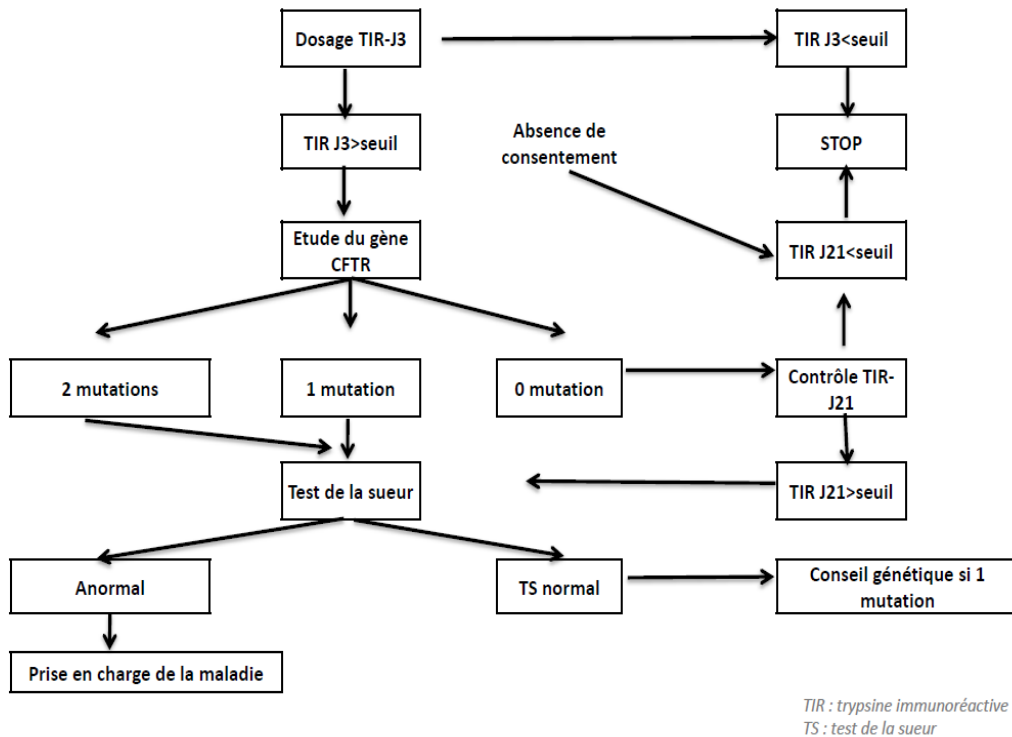 Dosage TIR-J3
TIR J3<seuil
TIR J3>seuil
Absence de
consentement
STOP
Etude du gène
CFTR
TIR J21<seuil
2 mutations
1 mutation
0 mutation
Contrôle TIR-
J21
Test de la sueur
TIR J21>seuil
Anormal
TS normal
Conseil génétique si 1
mutation
Prise en charge de la maladie
TIR : trypsine immunoréactive
TS : test de la sueur